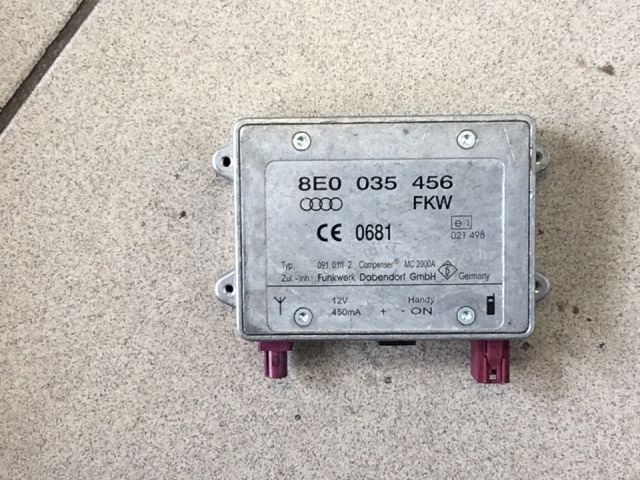 8E0 035 456
FKW
CE 0681
e1
021 498
Typ. 091 0111 2 Compenser® MC 2000A
Zul.-Inh. Funkwerk Dabendorf GmbH Germany
12V Handy
450mA + - ON